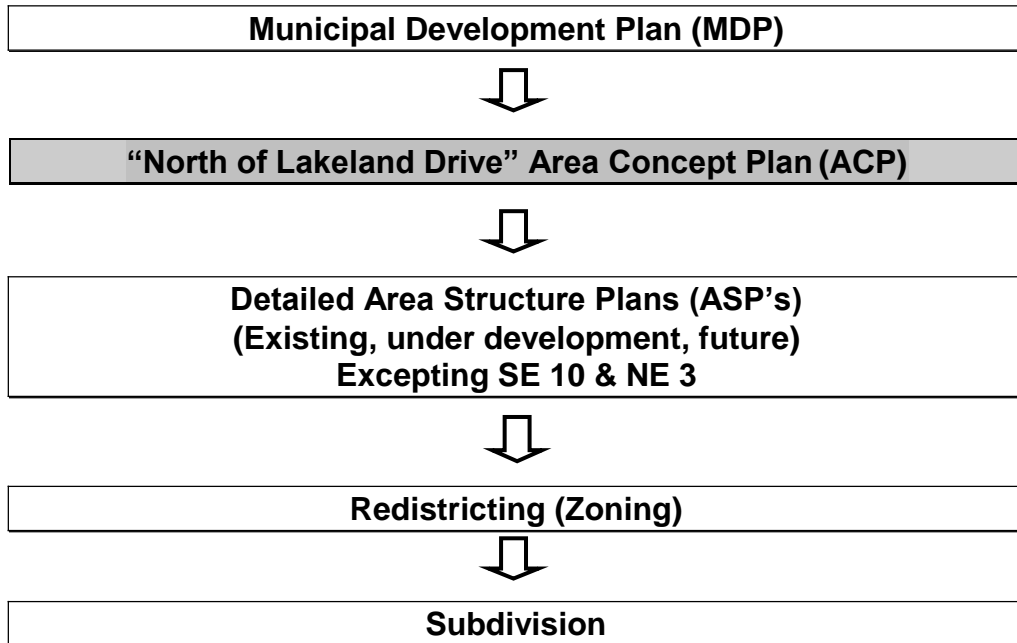 Municipal Development Plan (MDP)
“North of Lakeland Drive” Area Concept Plan (ACP)
Detailed Area Structure Plans (ASP’s)
(Existing, under development, future)
Excepting SE 10 & NE 3
Redistricting (Zoning)
Subdivision